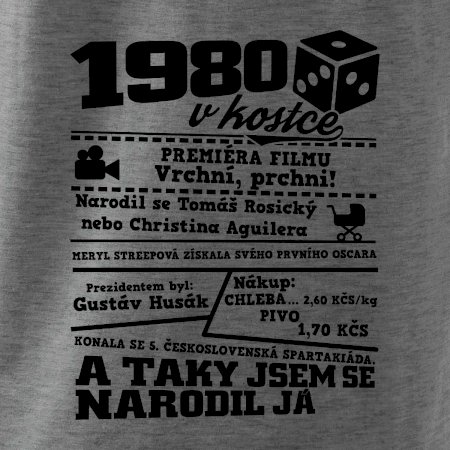 1980
v kostce
PREMIÉRA FILMU
Vrchní, prchni!
Narodil se Tomáš Rosický
nebo Christina Aguilera
MERYL STREEPOVÁ ZÍSKALA SVÉHO PRVNÍHO OSCARA
Prezidentem byl:
Gustáv Husák
Nákup:
CHLEBA... 2,60 KČS/kg
PIVO
1,70 KČS
KONALA SE 5. ČESKOSLOVENSKÁ SPARTAKIÁDA.
A TAKY JSEM SE
NARODIL JÁ